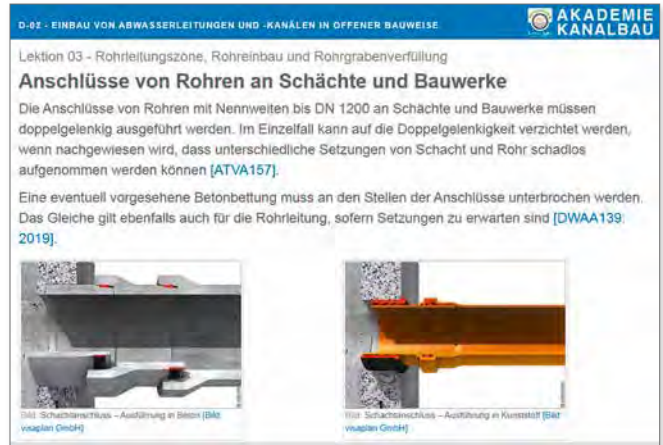 D-02 - EINBAU VON ABWASSERLEITUNGEN UND -KANÄLEN IN OFFENER BAUWEISE
AKADEMIE
KANALBAU
Lektion 03 - Rohrleitungszone, Rohreinbau und Rohrgrabenverfüllung
Anschlüsse von Rohren an Schächte und Bauwerke
Die Anschlüsse von Rohren mit Nennweiten bis DN 1200 an Schächte und Bauwerke müssen
doppelgelenkig ausgeführt werden. Im Einzelfall kann auf die Doppelgelenkigkeit verzichtet werden,
wenn nachgewiesen wird, dass unterschiedliche Setzungen von Schacht und Rohr schadlos
aufgenommen werden können [ATVA157].
Eine eventuell vorgesehene Betonbettung muss an den Stellen der Anschlüsse unterbrochen werden.
Das Gleiche gilt ebenfalls auch für die Rohrleitung, sofern Setzungen zu erwarten sind [DWAA139:
2019].
Bild: Schachtanschluss – Ausführung in Beton [Bild:
visaplan GmbH]
Bild: Schachtanschluss – Ausführung in Kunststoff [Bild:
visaplan GmbH]